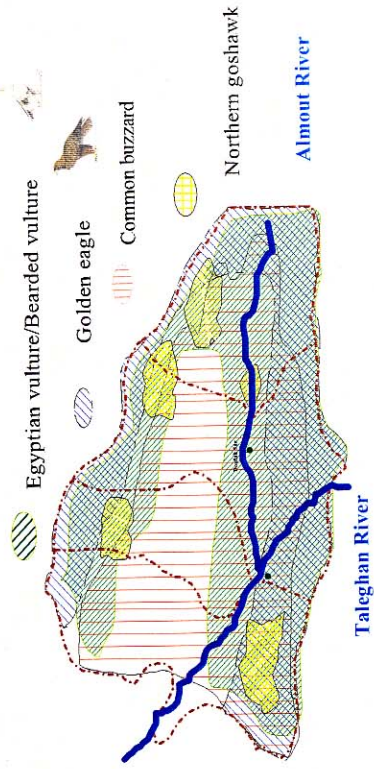 Egyptian vulture/Bearded vulture
Golden eagle
Common buzzard
Northern goshawk
Almout River
Taleghan River